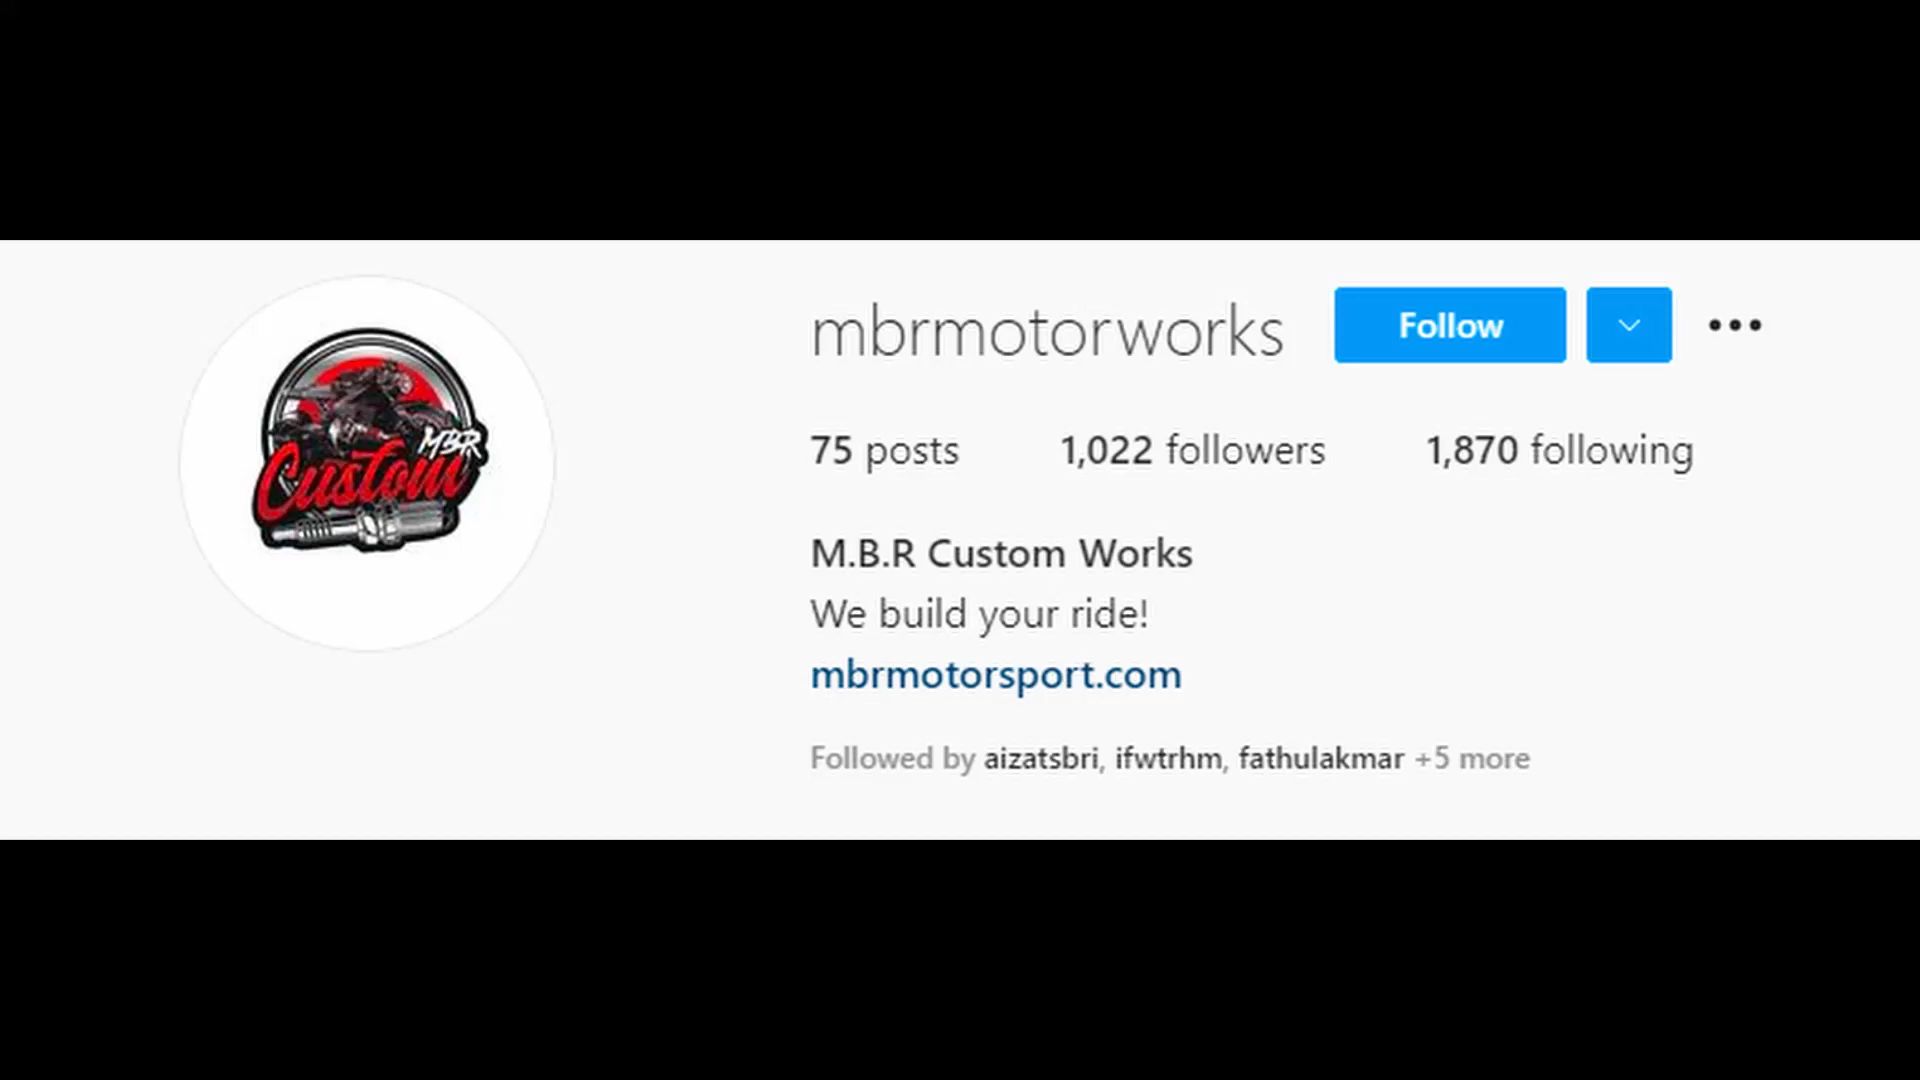 mbrmotorworks Follow
75 posts 1,022 followers 1,870 following
M.B.R Custom Works
We build your ride!
mbrmotorsport.com
Followed by aizatsbri, ifwtrhm, fathulakmar +5 more
MBR
Custom